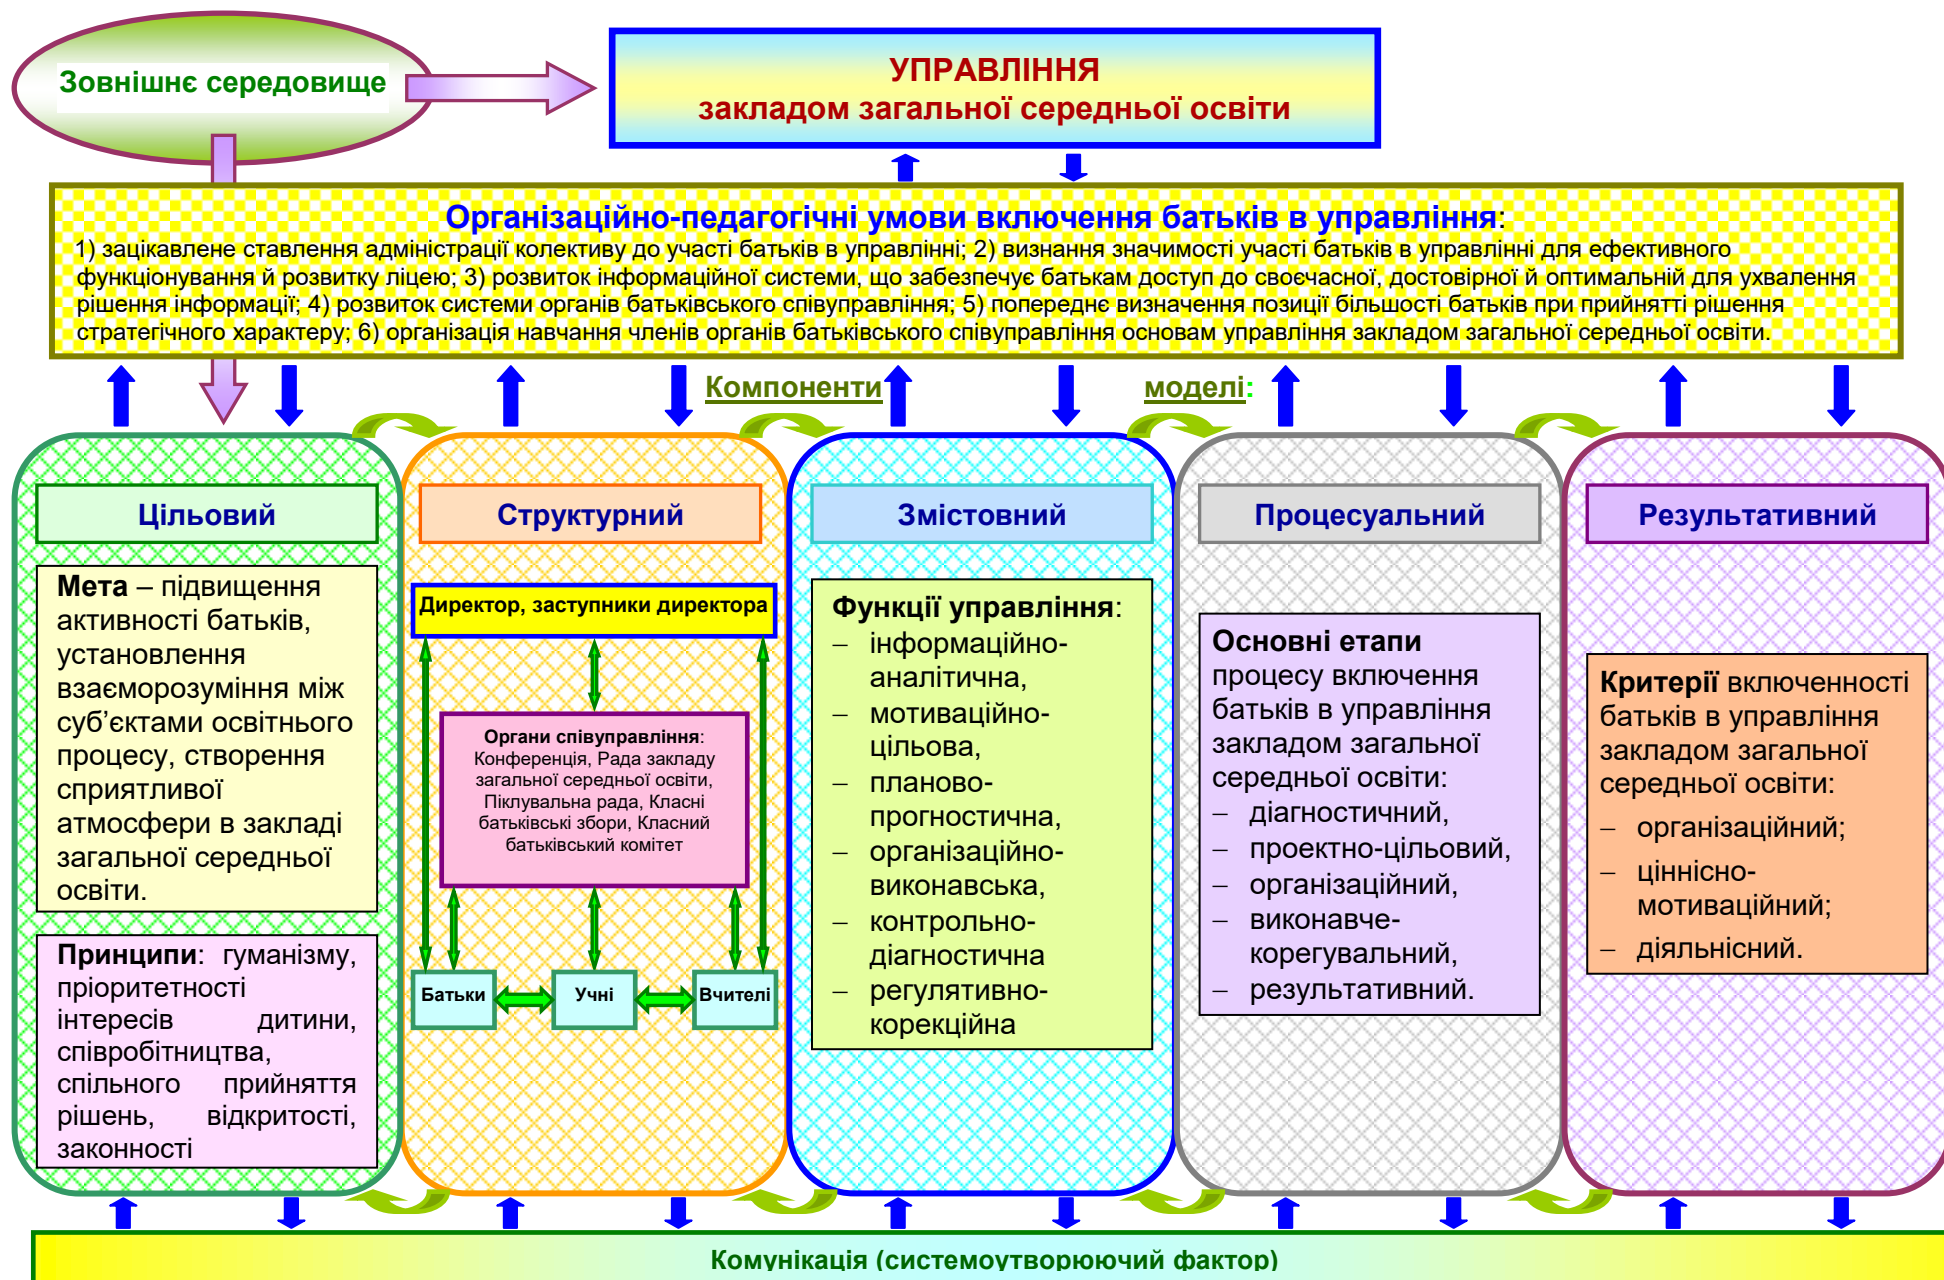 Зовнішнє середовище
УПРАВЛІННЯ
закладом загальної середньої освіти
Організаційно-педагогічні умови включення батьків в управління:
1) зацікавлене ставлення адміністрації колективу до участі батьків в управлінні; 2) визнання значимості участі батьків в управлінні для ефективного
функціонування й розвитку ліцею; 3) розвиток інформаційної системи, що забезпечує батькам доступ до своєчасної, достовірної й оптимальній для ухвалення
рішення інформації; 4) розвиток системи органів батьківського співуправління; 5) попереднє визначення позиції більшості батьків при прийнятті рішення
стратегічного характеру; 6) організація навчання членів органів батьківського співуправління основам управління закладом загальної середньої освіти.
Компоненти моделі:
Цільовий
Мета – підвищення
активності батьків,
установлення
взаєморозуміння між
суб’єктами освітнього
процесу, створення
сприятливої
атмосфери в закладі
загальної середньої
освіти.
Принципи: гуманізму,
пріоритетності
інтересів дитини,
співробітництва,
спільного прийняття
рішень, відкритості,
законності
Структурний
Директор, заступники директора
Органи співуправління:
Конференція, Рада закладу
загальної середньої освіти,
Піклувальна рада, Класні
батьківські збори, Класний
батьківський комітет
Батьки
Учні
Вчителі
Змістовний
Функції управління:
– інформаційно-
аналітична,
– мотиваційно-
цільова,
– планово-
прогностична,
– організаційно-
виконавська,
– контрольно-
діагностична
– регулятивно-
корекційна
Процесуальний
Основні етапи
процесу включення
батьків в управління
закладом загальної
середньої освіти:
– діагностичний,
– проектно-цільовий,
– організаційний,
– виконавче-
корегувальний,
– результативний.
Результативний
Критерії включенності
батьків в управління
закладом загальної
середньої освіти:
– організаційний;
– ціннісно-
мотиваційний;
– діяльнісний.
Комунікація (системоутворюючий фактор)